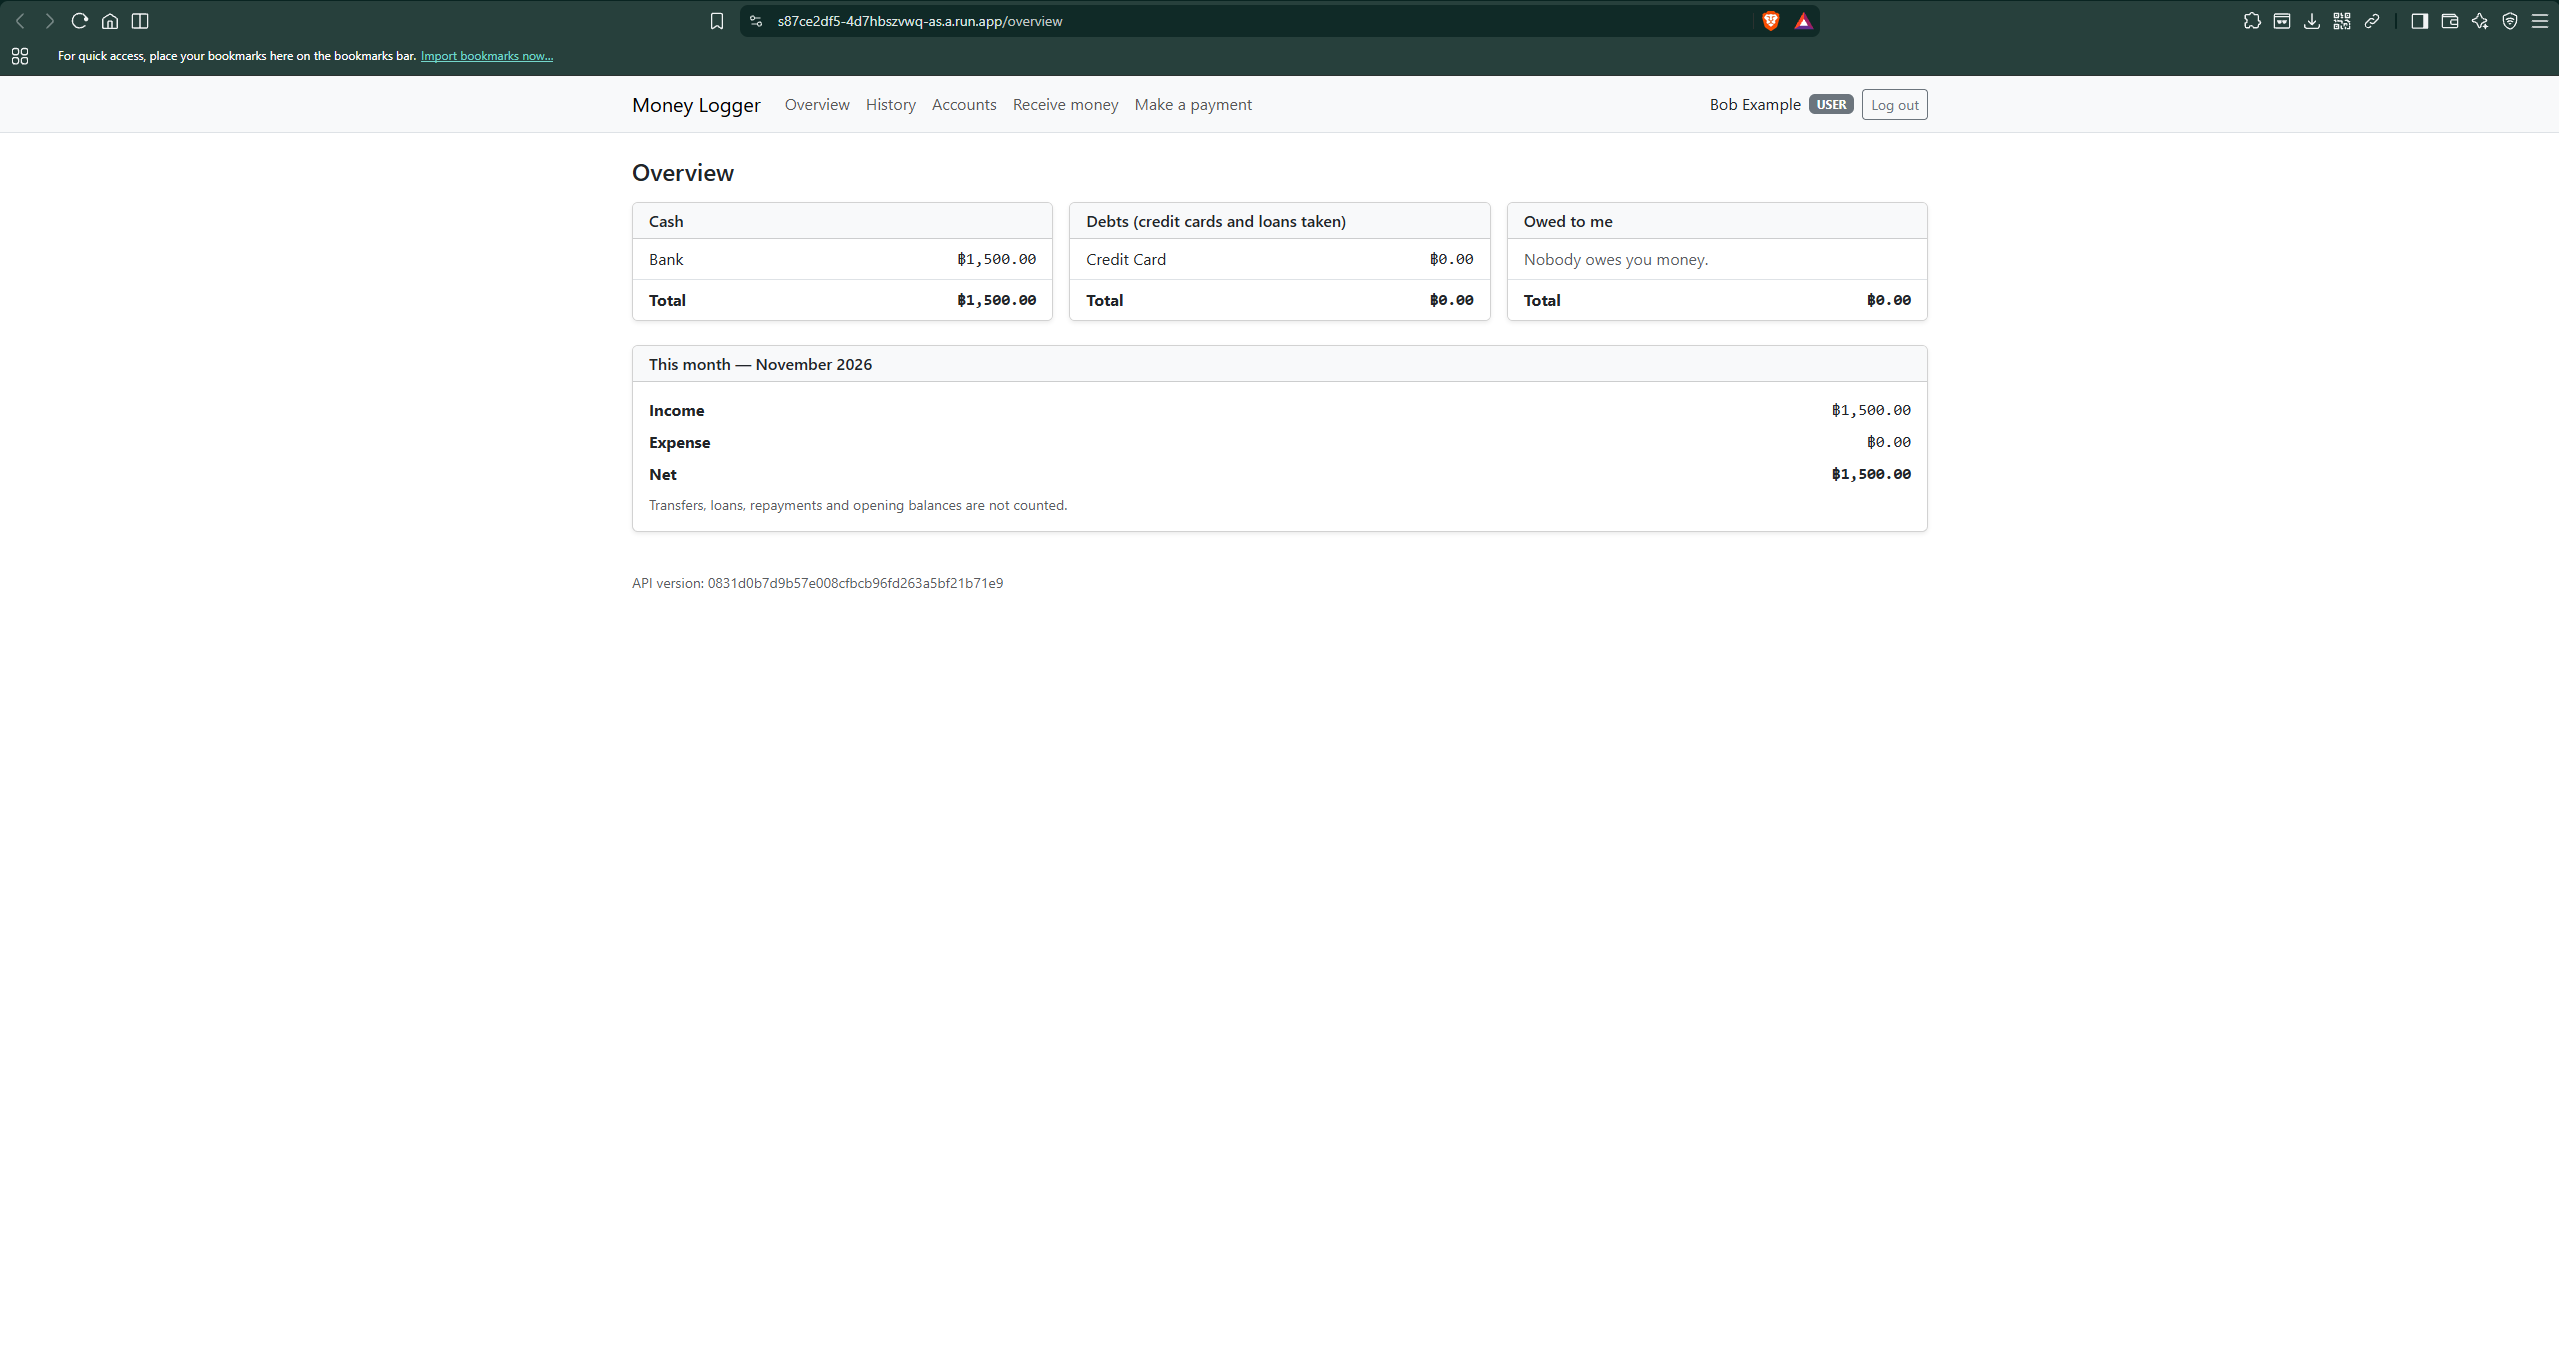 s87ce2df5-4d7hbszvwq-as.a.run.app/overview
For quick access, place your bookmarks here on the bookmarks bar. Import bookmarks now...
Money Logger Overview History Accounts Receive money Make a payment Bob Example USER Log out
Overview
Cash
Bank ฿1,500.00
Total ฿1,500.00
Debts (credit cards and loans taken)
Credit Card ฿0.00
Total ฿0.00
Owed to me
Nobody owes you money.
Total ฿0.00
This month — November 2026
Income ฿1,500.00
Expense ฿0.00
Net ฿1,500.00
Transfers, loans, repayments and opening balances are not counted.
API version: 0831d0b7d9b57e008cfbcb96fd263a5bf21b71e9